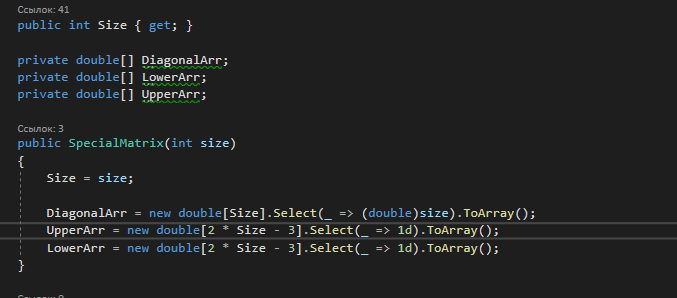 Ссылок: 41
public int Size { get; }
private double[] DiagonalArr;
private double[] LowerArr;
private double[] UpperArr;
Ссылок: 3
public SpecialMatrix(int size)
{
Size = size;
DiagonalArr = new double[Size].Select(_ => (double)size).ToArray();
UpperArr = new double[2 * Size - 3].Select(_ => 1d).ToArray();
LowerArr = new double[2 * Size - 3].Select(_ => 1d).ToArray();
}